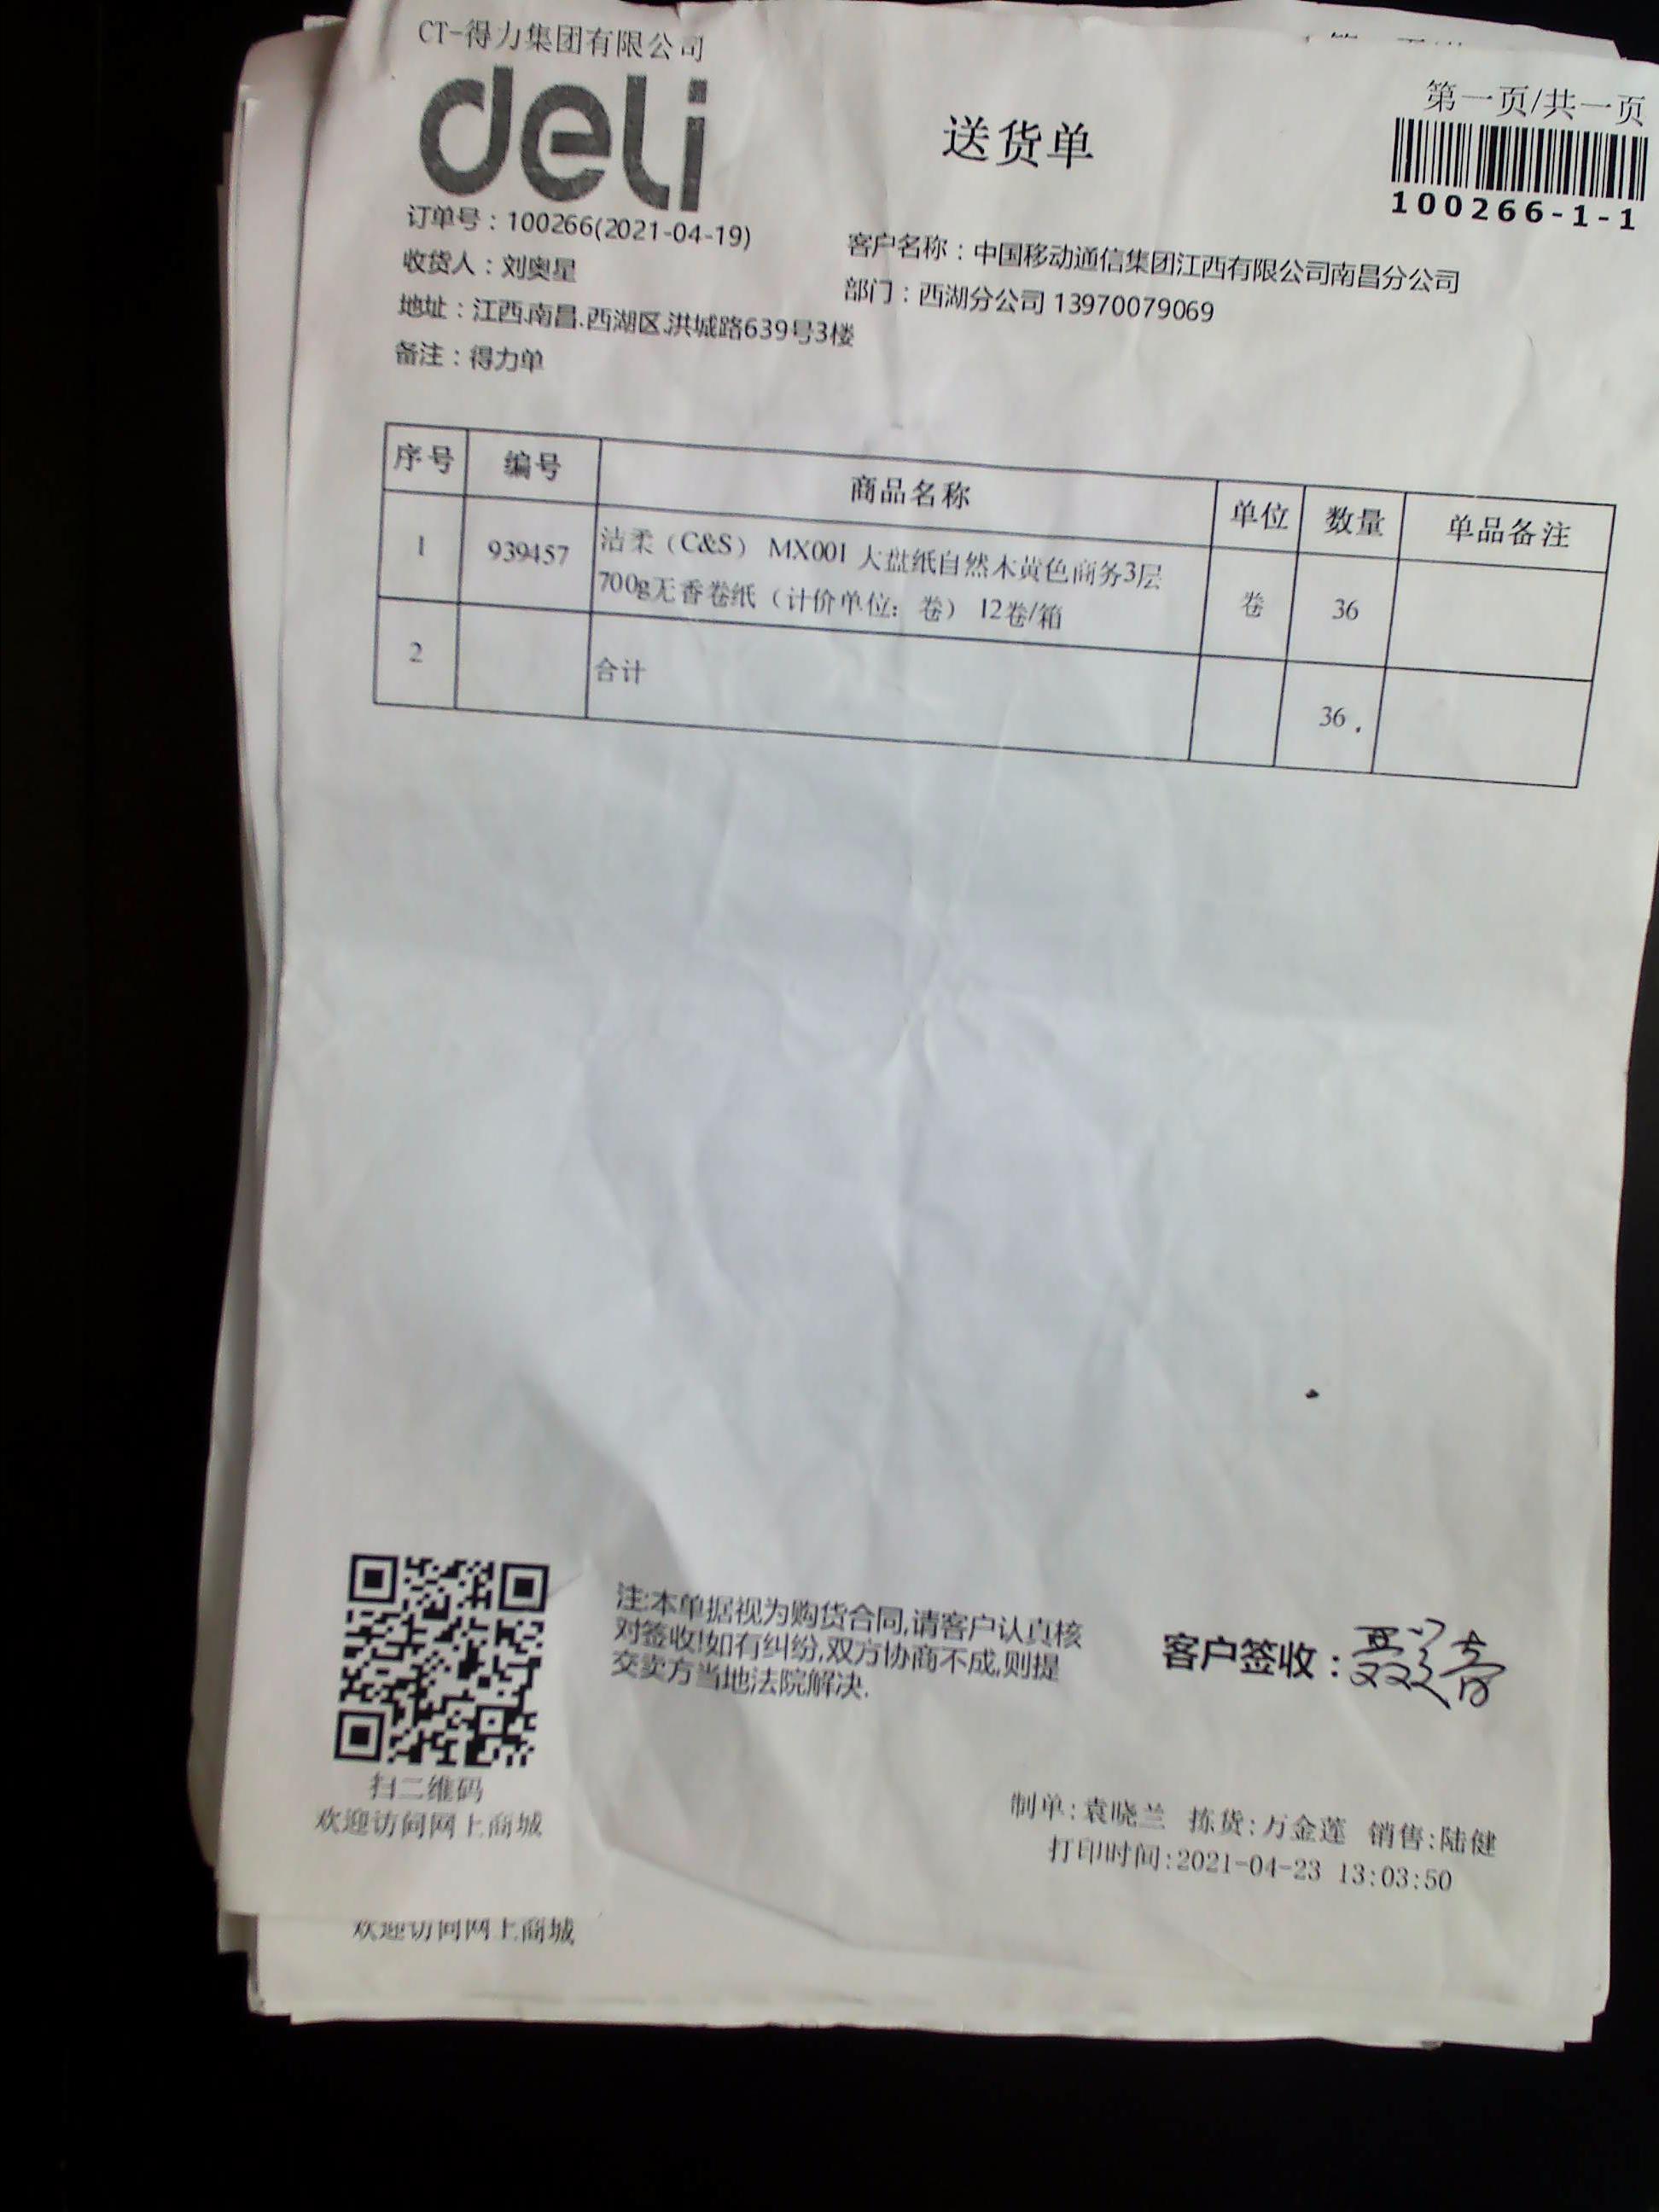 CT-得力集团有限公司
deli
送货单
第一页/共一页
100266-1-1
订单号：100266(2021-04-19)
收货人：刘奥星
客户名称：中国移动通信集团江西有限公司南昌分公司
地址：江西.南昌.西湖区.洪城路639号3楼
部门：西湖分公司 13970079069
备注：得力单
序号 编号 商品名称 单位 数量 单品备注
1 939457 洁柔（C&S） MX001 大盘纸自然木黄色商务3层 卷 36
700g无香卷纸（计价单位：卷） 12卷/箱
2 合计 36
注:本单据视为购货合同,请客户认真核
对签收!如有纠纷,双方协商不成,则提
交卖方当地法院解决.
客户签收：
扫二维码
欢迎访问网上商城
制单:袁晓兰 拣货:万金莲 销售:陆健
打印时间:2021-04-23 13:03:50
欢迎访问网上商城